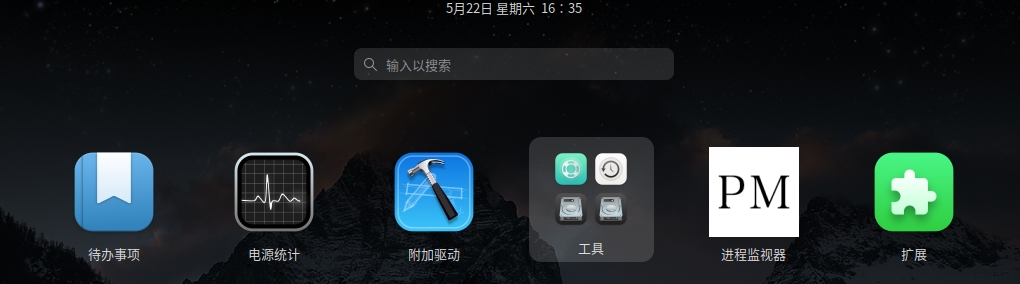 5月22日 星期六 16：35
输入以搜索
PM
待办事项
电源统计
附加驱动
工具
进程监视器
扩展